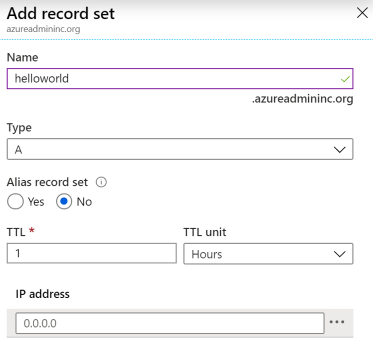 Add record set
azureadmininc.org
Name
helloworld
.azureadmininc.org
Type
A
Alias record set
Yes No
TTL * TTL unit
1 Hours
IP address
0.0.0.0